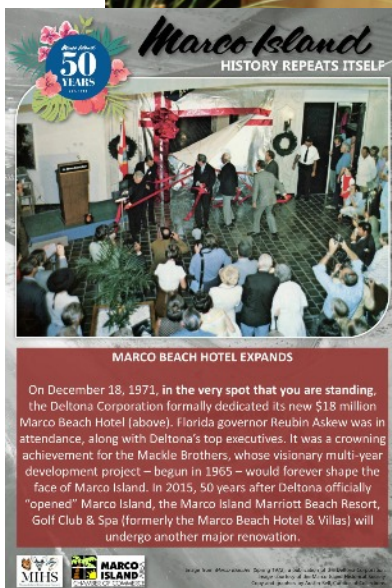 Marco Island
50
YEARS
Marco Island
HISTORY REPEATS ITSELF
MARCO BEACH HOTEL EXPANDS
On December 18, 1971, in the very spot that you are standing,
the Deltona Corporation formally dedicated its new $18 million
Marco Beach Hotel (above). Florida governor Reubin Askew was in
attendance, along with Deltona's top executives. It was a crowning
achievement for the Mackle Brothers, whose visionary multi-year
development project – begun in 1965 – would forever shape the
face of Marco Island. In 2015, 50 years after Deltona officially
"opened" Marco Island, the Marco Island Marriott Beach Resort,
Golf Club & Spa (formerly the Marco Beach Hotel & Villas) will
undergo another major renovation.
MIHS
MARCO
ISLAND
CHAMBER OF COMMERCE